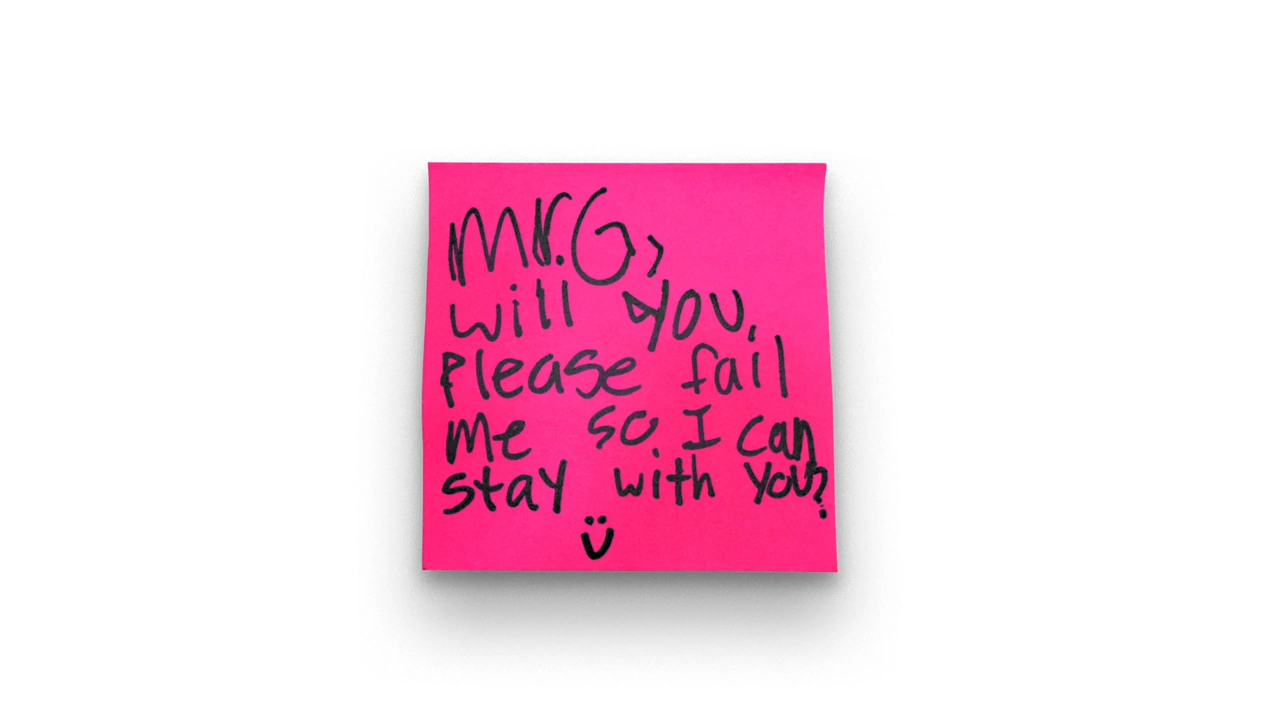 Mr. G,
will you,
Please fail
me so I can
stay with you?